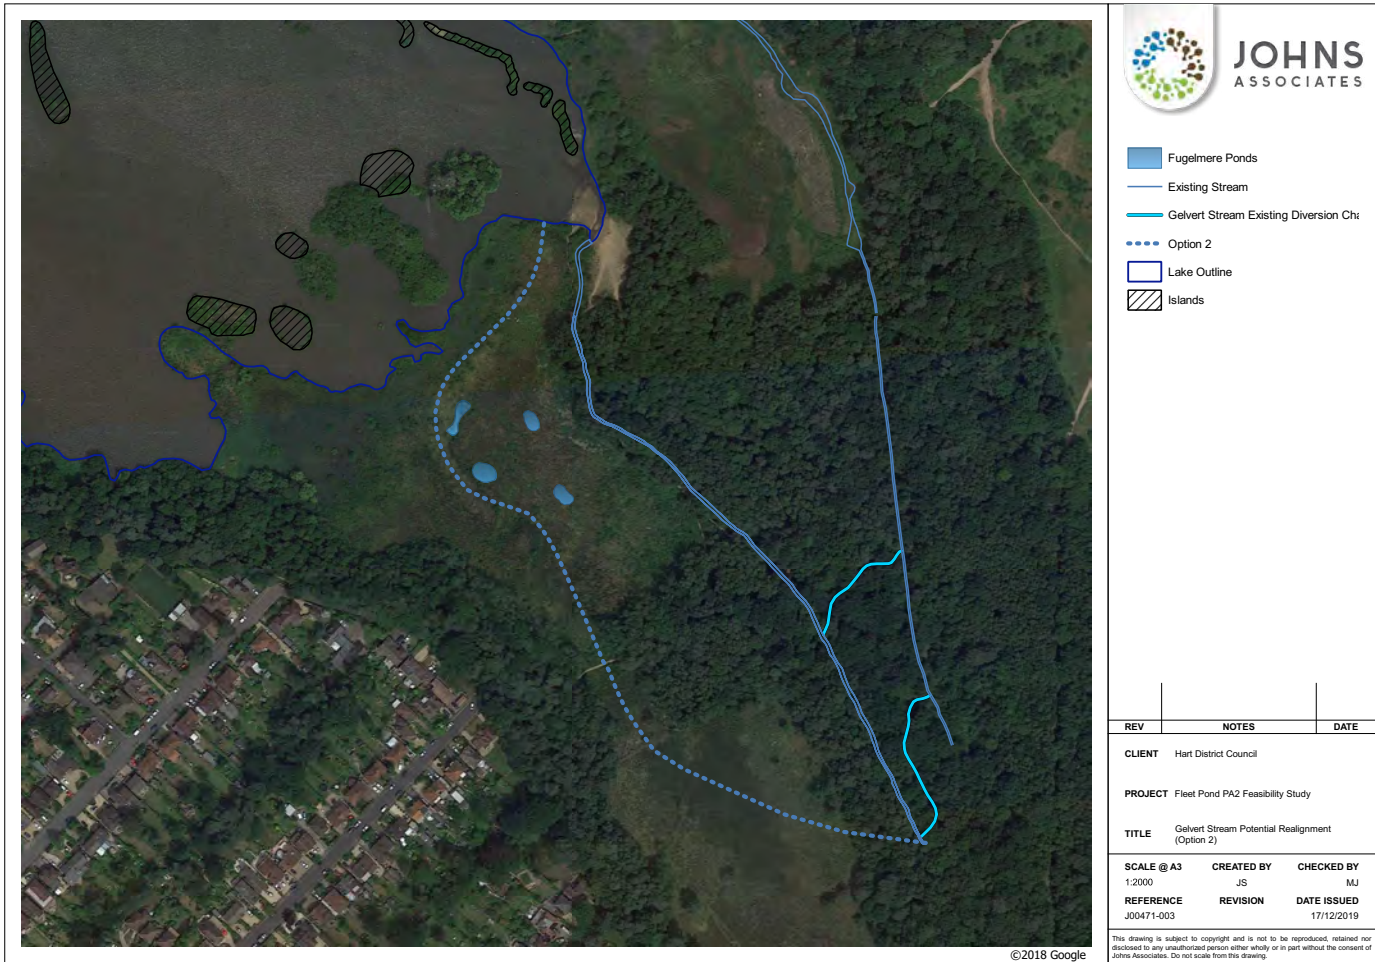 JOHNS
ASSOCIATES
Fugelmere Ponds
Existing Stream
Gelvert Stream Existing Diversion Cha
Option 2
Lake Outline
Islands
REV NOTES DATE
CLIENT Hart District Council
PROJECT Fleet Pond PA2 Feasibility Study
TITLE Gelvert Stream Potential Realignment
(Option 2)
SCALE @ A3 CREATED BY CHECKED BY
1:2000 JS MJ
REFERENCE REVISION DATE ISSUED
J00471-003 17/12/2019
This drawing is subject to copyright and is not to be reproduced, retained nor
disclosed to any unauthorized person either wholly or in part without the consent of
Johns Associates. Do not scale from this drawing.
©2018 Google